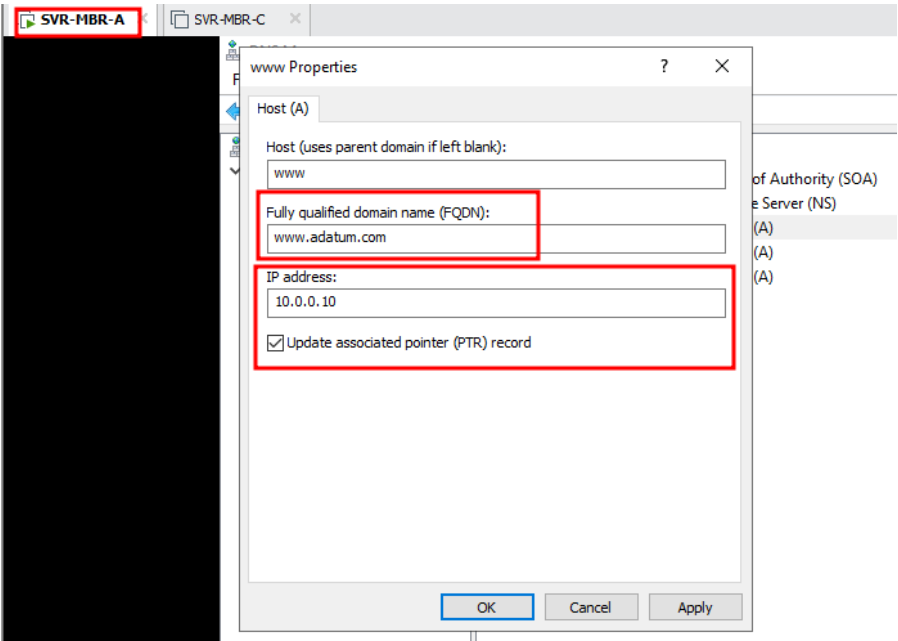 SVR-MBR-A
SVR-MBR-C
www Properties
Host (A)
Host (uses parent domain if left blank):
www
Fully qualified domain name (FQDN):
www.adatum.com
IP address:
10.0.0.10
Update associated pointer (PTR) record
of Authority (SOA)
e Server (NS)
(A)
(A)
(A)
OK Cancel Apply